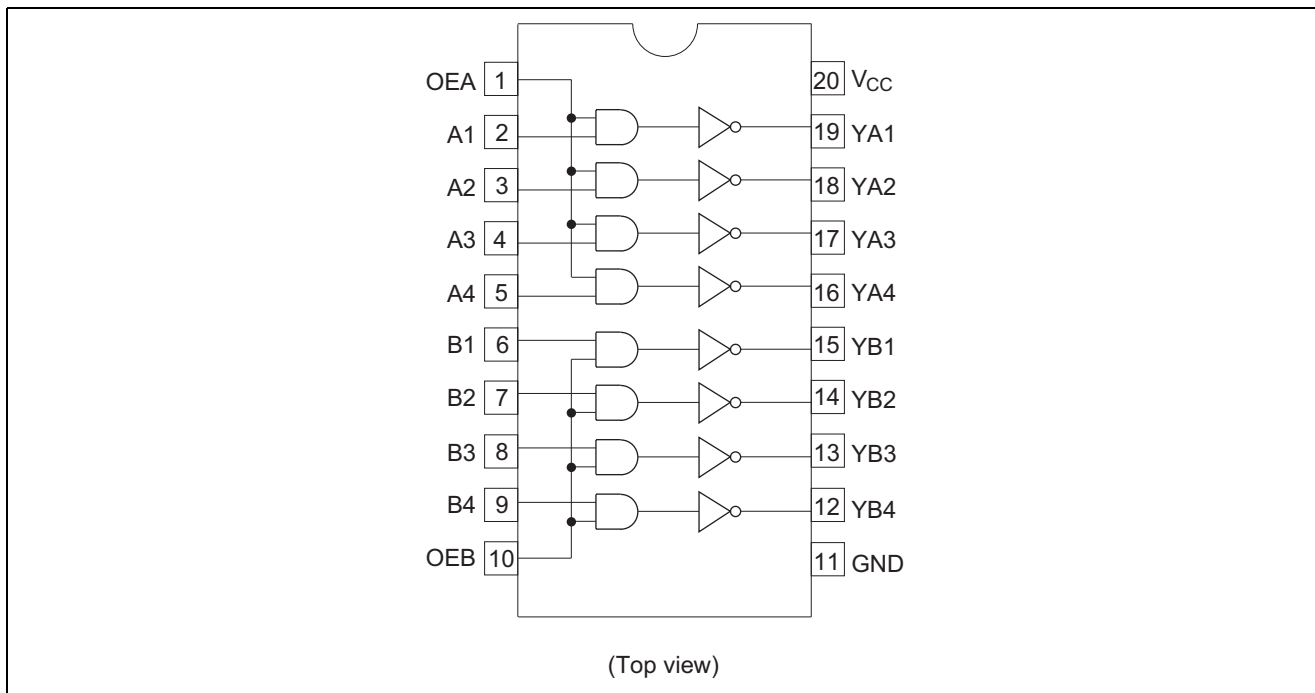 OEA 1 20 VCC
A1 2 19 YA1
A2 3 18 YA2
A3 4 17 YA3
A4 5 16 YA4
B1 6 15 YB1
B2 7 14 YB2
B3 8 13 YB3
B4 9 12 YB4
OEB 10 11 GND
(Top view)